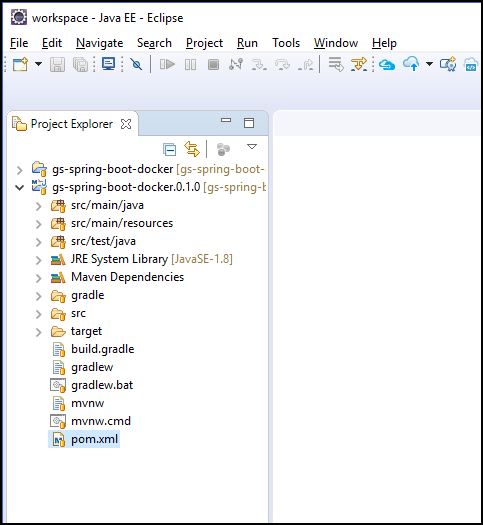 workspace - Java EE - Eclipse
File Edit Navigate Search Project Run Tools Window Help
Project Explorer
gs-spring-boot-docker [gs-spring-boot-
gs-spring-boot-docker.0.1.0 [gs-spring-b
src/main/java
src/main/resources
src/test/java
JRE System Library [JavaSE-1.8]
Maven Dependencies
gradle
src
target
build.gradle
gradlew
gradlew.bat
mvnw
mvnw.cmd
pom.xml